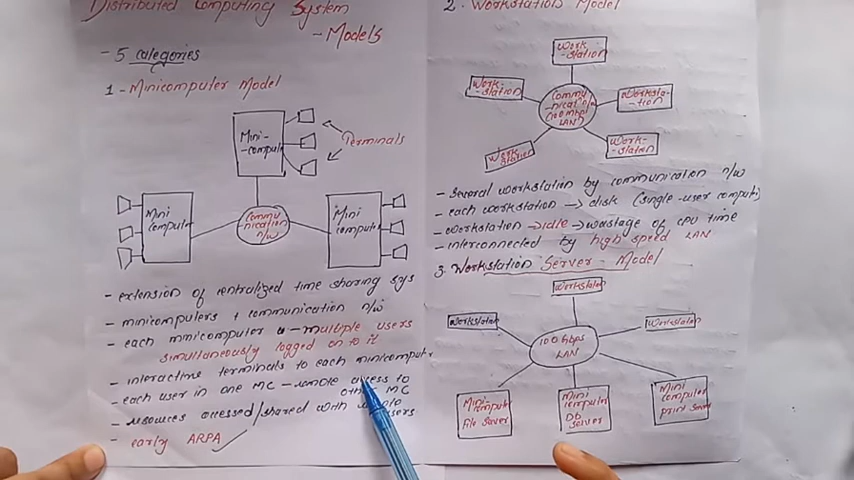 Distributed Computing System
- Models
- 5 categories
1 - Minicomputer Model
Mini
-comput
Terminals
Mini
computer
Commu
-nication
n/w
Mini
computer
- extension of centralized time sharing sys
- minicomputers + communication n/w
- each minicomputer - multiple users
simultaneously logged on to it
- interactive terminals to each minicomputer
- each user in one MC - remote access to
other MC
- resources accessed/shared with
users
- early ARPA ✓
2. Workstation Model
Work
-station
Work
-station
Commu
-nication
LAN)
Worksta
-tion
Work
-station
Work
station
- several workstation by communication n/w
- each workstation → disk (single-user computer)
- workstation → idle → wastage of CPU time
- interconnected by high speed LAN
3. Workstation Server - Model
Workstation
Workstation
Workstation
100 Gbps
LAN
Mini
computer
File Server
Mini
computer
DB
Server
Mini
computer
print Server